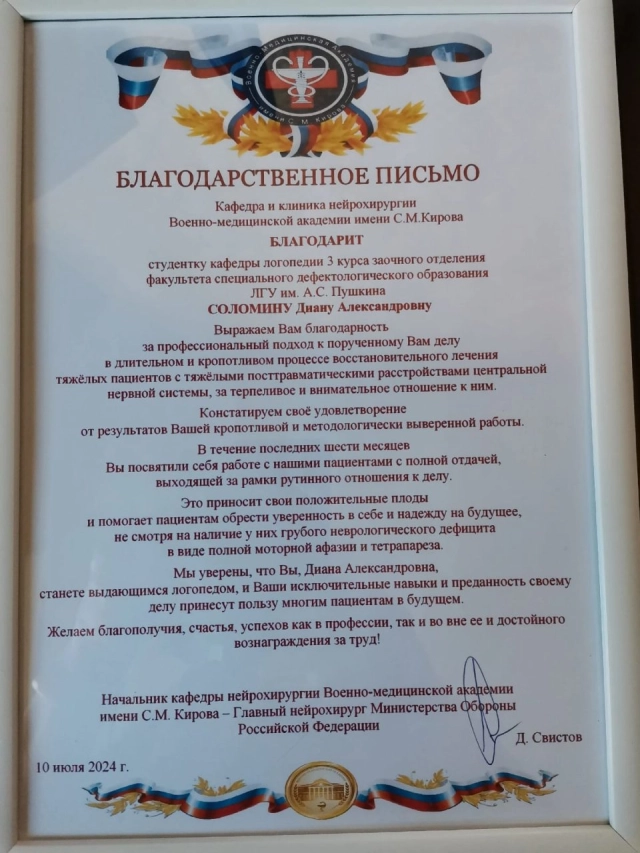 Военно-Медицинская Академия
имени С. М. Кирова
БЛАГОДАРСТВЕННОЕ ПИСЬМО
Кафедра и клиника нейрохирургии
Военно-медицинской академии имени С.М.Кирова
БЛАГОДАРИТ
студентку кафедры логопедии 3 курса заочного отделения
факультета специального дефектологического образования
ЛГУ им. А.С. Пушкина
СОЛОМИНУ Диану Александровну
Выражаем Вам благодарность
за профессиональный подход к порученному Вам делу
в длительном и кропотливом процессе восстановительного лечения
тяжёлых пациентов с тяжёлыми посттравматическими расстройствами центральной
нервной системы, за терпеливое и внимательное отношение к ним.
Констатируем своё удовлетворение
от результатов Вашей кропотливой и методологически выверенной работы.
В течение последних шести месяцев
Вы посвятили себя работе с нашими пациентами с полной отдачей,
выходящей за рамки рутинного отношения к делу.
Это приносит свои положительные плоды
и помогает пациентам обрести уверенность в себе и надежду на будущее,
не смотря на наличие у них грубого неврологического дефицита
в виде полной моторной афазии и тетрапареза.
Мы уверены, что Вы, Диана Александровна,
станете выдающимся логопедом, и Ваши исключительные навыки и преданность своему
делу принесут пользу многим пациентам в будущем.
Желаем благополучия, счастья, успехов как в профессии, так и во вне ее и достойного
вознаграждения за труд!
Начальник кафедры нейрохирургии Военно-медицинской академии
имени С.М. Кирова – Главный нейрохирург Министерства Обороны
Российской Федерации
Д. Свистов
10 июля 2024 г.